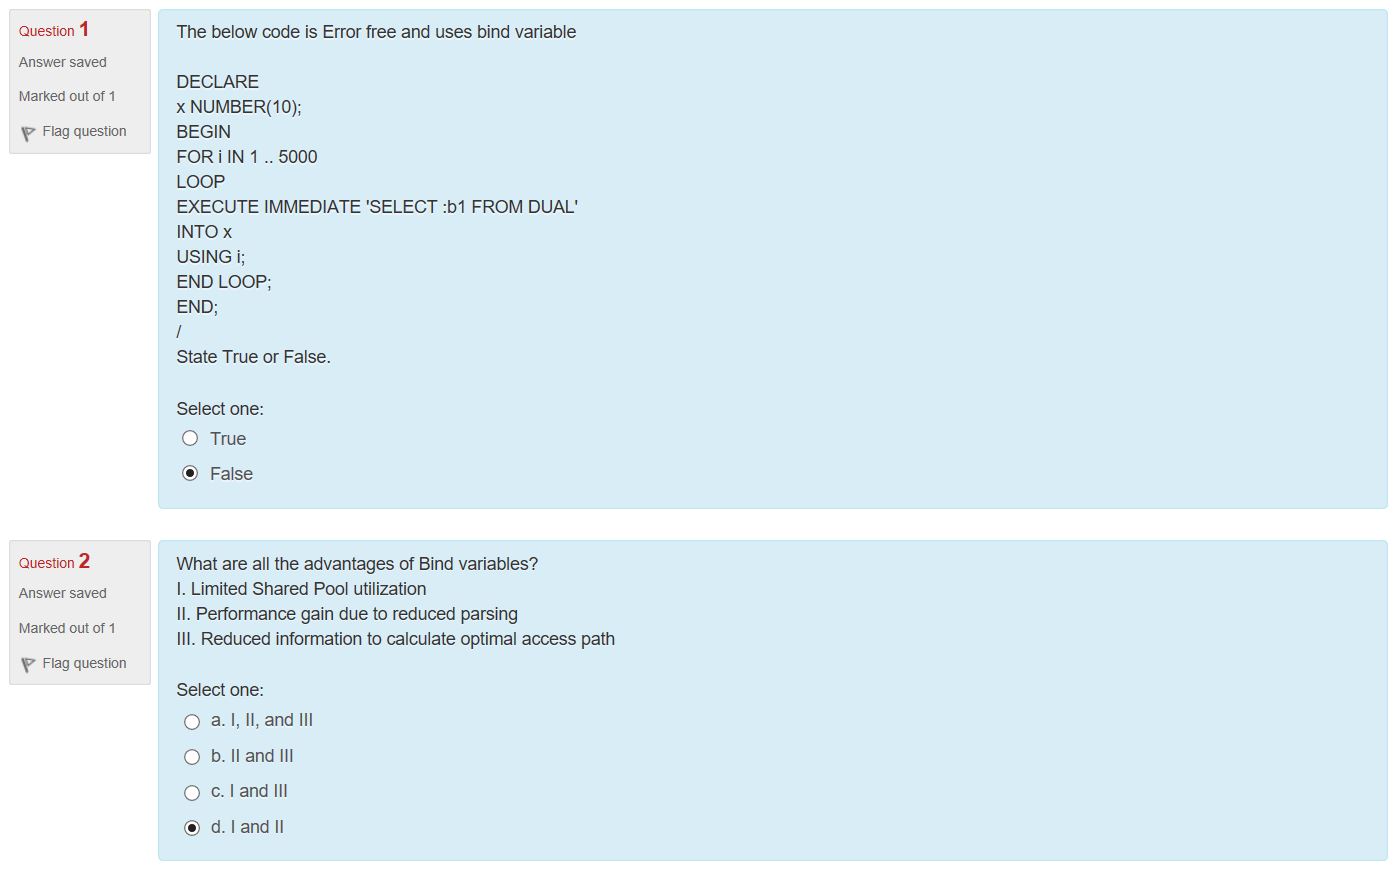 Question 1
Answer saved
Marked out of 1
Flag question
The below code is Error free and uses bind variable
DECLARE
x NUMBER(10);
BEGIN
FOR i IN 1 .. 5000
LOOP
EXECUTE IMMEDIATE 'SELECT :b1 FROM DUAL'
INTO x
USING i;
END LOOP;
END;
/
State True or False.
Select one:
True
False
Question 2
Answer saved
Marked out of 1
Flag question
What are all the advantages of Bind variables?
I. Limited Shared Pool utilization
II. Performance gain due to reduced parsing
III. Reduced information to calculate optimal access path
Select one:
a. I, II, and III
b. II and III
c. I and III
d. I and II